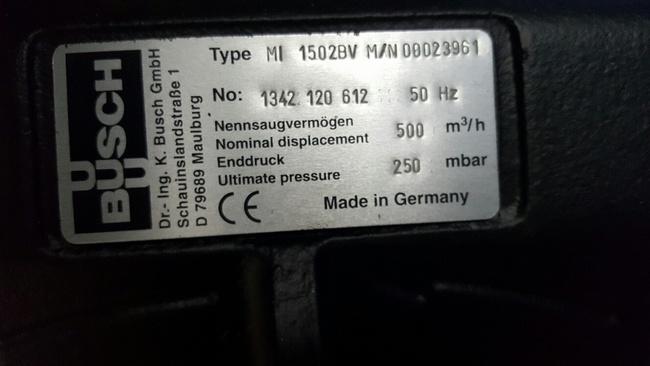 BUSCH
Dr.- Ing. K. Busch GmbH
Schauinslandstraße 1
D 79689 Maulburg
Type MI 1502BV M/N 00023961
No: 1342. 120 612 50 Hz
Nennsaugvermögen
Nominal displacement 500 m³/h
Enddruck
Ultimate pressure 250 mbar
CE Made in Germany